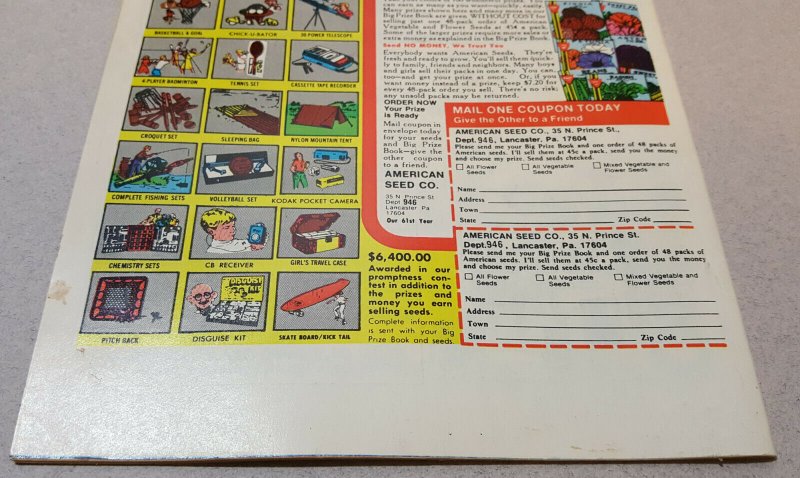 BASKETBALL & GOAL
CHICK-U-BATOR
30 POWER TELESCOPE
4-PLAYER BADMINTON
TENNIS SET
CASSETTE TAPE RECORDER
CROQUET SET
SLEEPING BAG
NYLON MOUNTAIN TENT
COMPLETE FISHING SETS
VOLLEYBALL SET
KODAK POCKET CAMERA
CHEMISTRY SETS
CB RECEIVER
GIRL'S TRAVEL CASE
DISGUISE
KIT
PITCH BACK
DISGUISE KIT
SKATE BOARD/KICK TAIL
can earn as many as you want-quickly, easily.
Many prizes shown here and many more in our
Big Prize Book are given WITHOUT COST for
selling just one 48-pack order of American
Vegetable and Flower Seeds at 45¢ a pack.
Some of the larger prizes require more sales or
extra money as explained in the Big Prize Book.
Send NO MONEY, We Trust You
Everybody wants American Seeds. They're
fresh and ready to grow. You'll sell them quick-
ly to family, friends and neighbors. Many boys
and girls sell their packs in one day. You can,
too—and get your prize at once. Or, if you
want money instead of a prize, keep $7.20 for
every 48-pack order you sell. There's no risk;
any unsold packs may be returned.
ORDER NOW
Your Prize
is Ready
Mail coupon in
envelope today
for your seeds
and Big Prize
Book—give the
other coupon
to a friend.
AMERICAN
SEED CO.
35 N. Prince St
Dept 946
Lancaster, Pa
17604
Our 61st Year
$6,400.00
Awarded in our
promptness con-
test in addition to
the prizes and
money you earn
selling seeds.
Complete information
is sent with your Big
Prize Book and seeds.
MAIL ONE COUPON TODAY
Give the Other to a Friend
AMERICAN SEED CO., 35 N. Prince St.,
Dept. 946, Lancaster, Pa. 17604
Please send me your Big Prize Book and one order of 48 packs of
American seeds. I'll sell them at 45¢ a pack, send you the money
and choose my prize. Send seeds checked.
All Flower Seeds
All Vegetable Seeds
Mixed Vegetable and Flower Seeds
Name
Address
Town
State Zip Code
AMERICAN SEED CO., 35 N. Prince St.
Dept. 946, Lancaster, Pa. 17604
Please send me your Big Prize Book and one order of 48 packs of
American seeds. I'll sell them at 45¢ a pack, send you the money
and choose my prize. Send seeds checked.
All Flower Seeds
All Vegetable Seeds
Mixed Vegetable and Flower Seeds
Name
Address
Town
State Zip Code